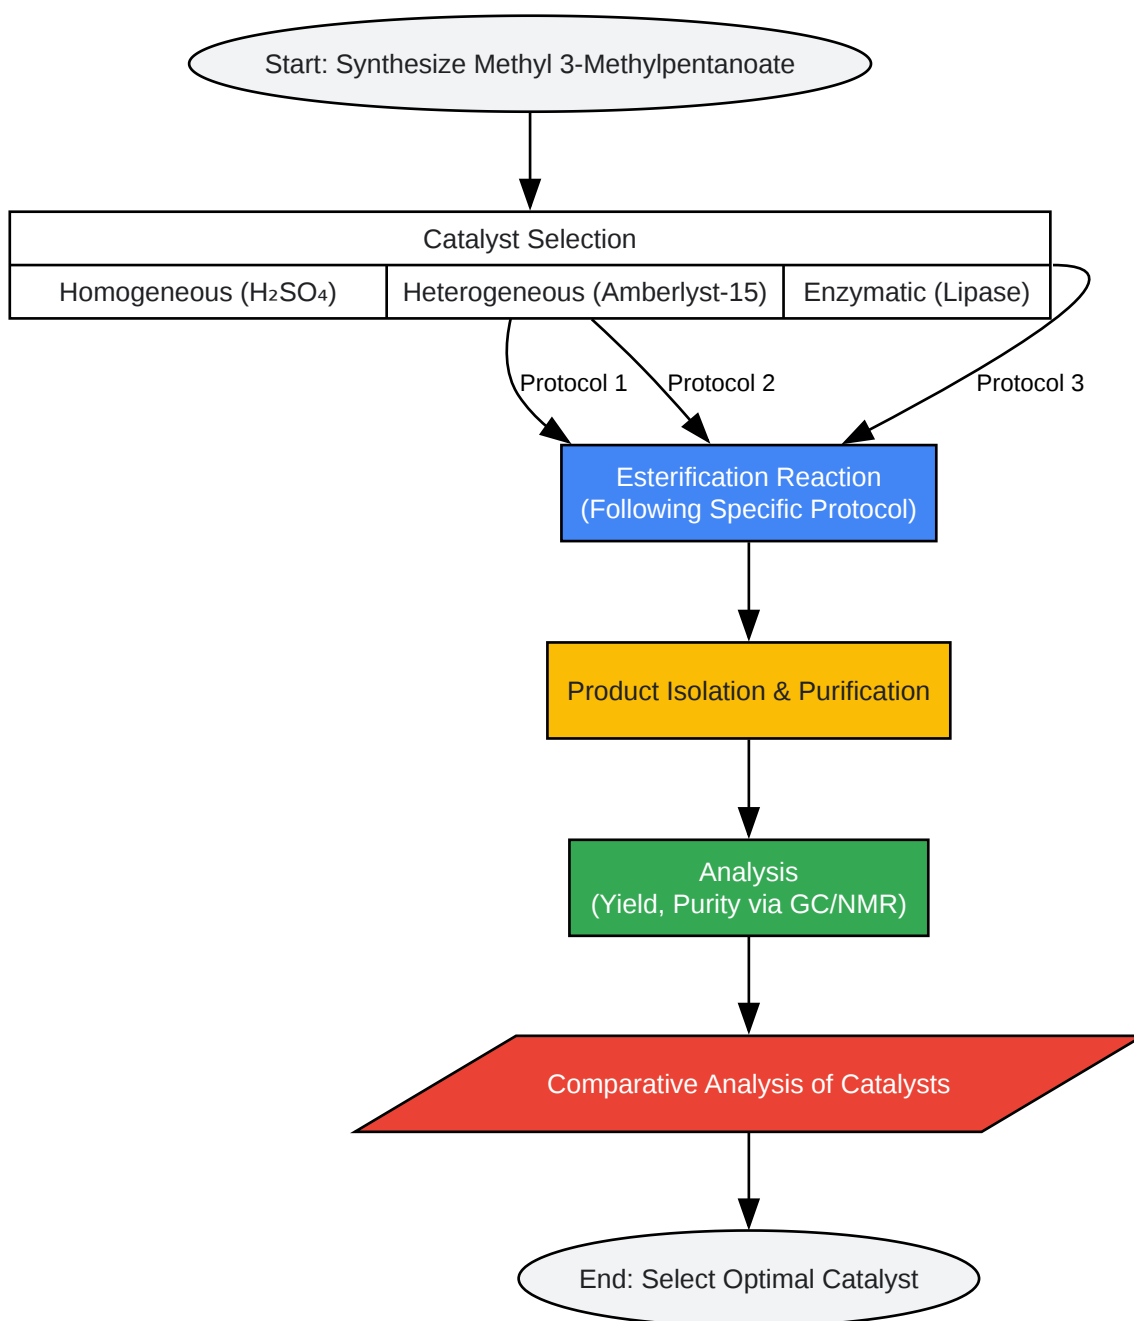 Start: Synthesize Methyl 3-Methylpentanoate
Catalyst Selection
Homogeneous (H₂SO₄)
Heterogeneous (Amberlyst-15)
Enzymatic (Lipase)
Protocol 1
Protocol 2
Protocol 3
Esterification Reaction
(Following Specific Protocol)
Product Isolation & Purification
Analysis
(Yield, Purity via GC/NMR)
Comparative Analysis of Catalysts
End: Select Optimal Catalyst